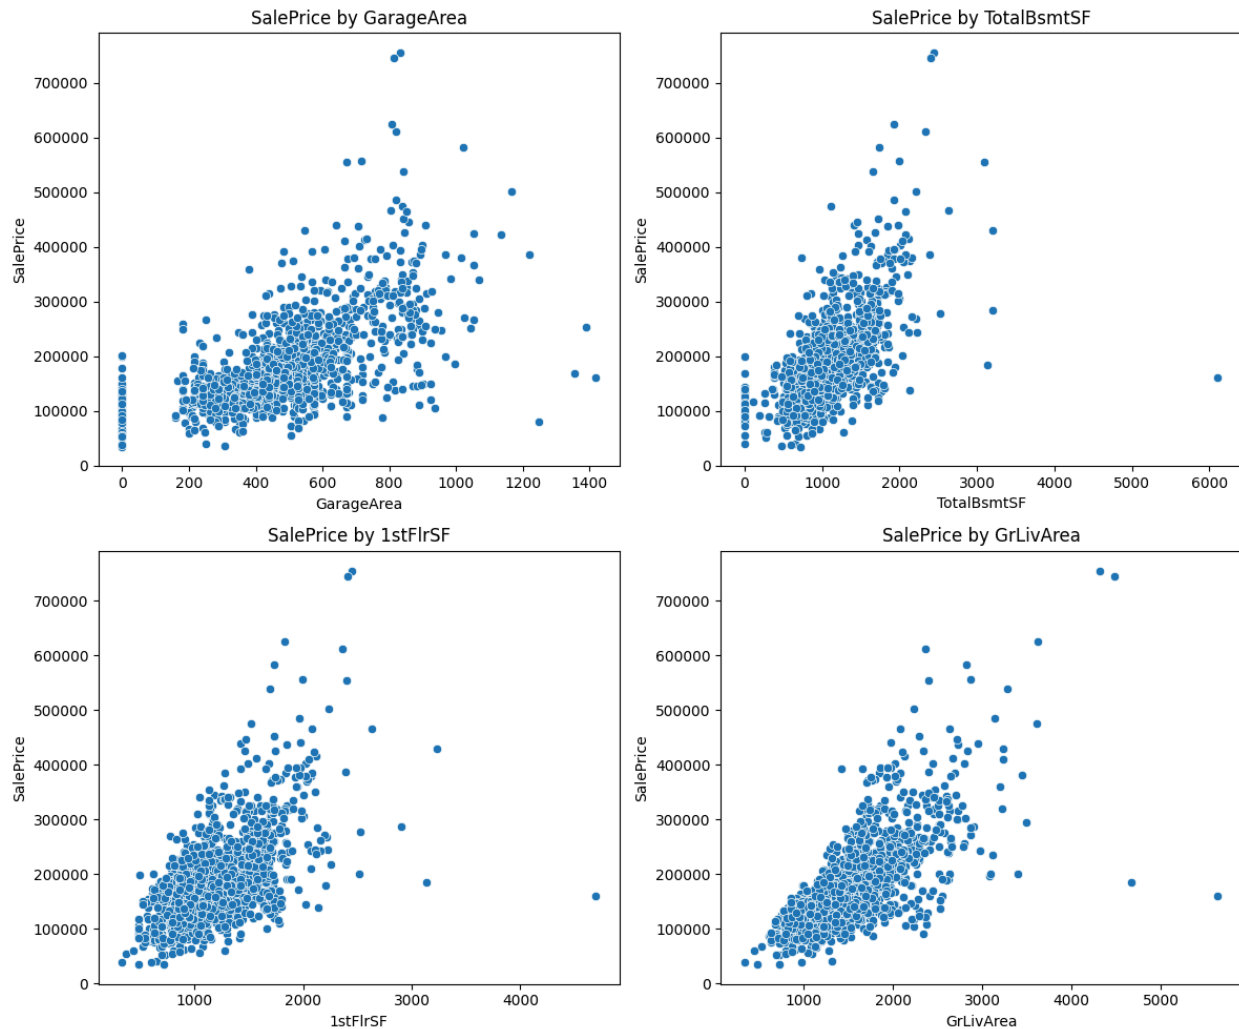 SalePrice by GarageArea
SalePrice
700000
600000
500000
400000
300000
200000
100000
0
0 200 400 600 800 1000 1200 1400
GarageArea
SalePrice by TotalBsmtSF
SalePrice
700000
600000
500000
400000
300000
200000
100000
0
0 1000 2000 3000 4000 5000 6000
TotalBsmtSF
SalePrice by 1stFlrSF
SalePrice
700000
600000
500000
400000
300000
200000
100000
0
1000 2000 3000 4000
1stFlrSF
SalePrice by GrLivArea
SalePrice
700000
600000
500000
400000
300000
200000
100000
0
1000 2000 3000 4000 5000
GrLivArea